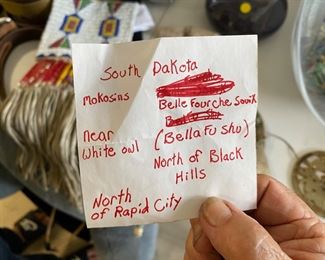 South Dakota
Mokosins
Belle Fourche South
Near (Bella Fu Shu)
White owl
North of Black
Hills
North
of Rapid City